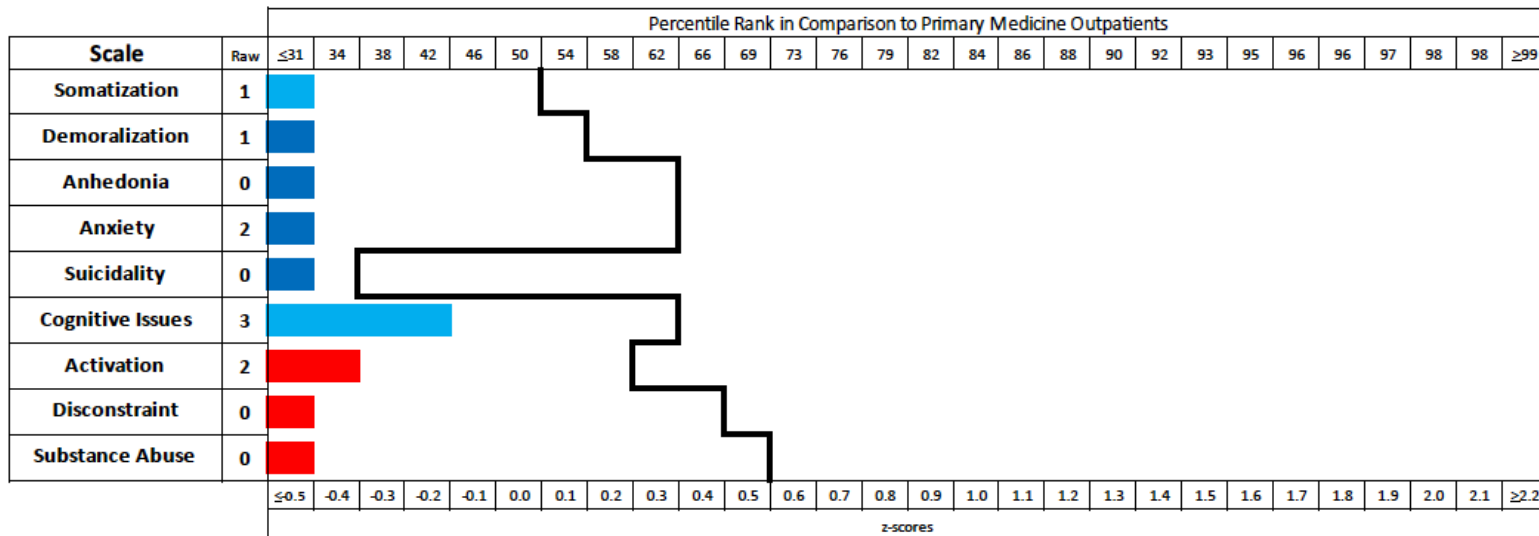 Percentile Rank in Comparison to Primary Medicine Outpatients
Scale Raw ≤31 34 38 42 46 50 54 58 62 66 69 73 76 79 82 84 86 88 90 92 93 95 96 96 97 98 98 ≥99
Somatization 1
Demoralization 1
Anhedonia 0
Anxiety 2
Suicidality 0
Cognitive Issues 3
Activation 2
Disconstraint 0
Substance Abuse 0
≤-0.5 -0.4 -0.3 -0.2 -0.1 0.0 0.1 0.2 0.3 0.4 0.5 0.6 0.7 0.8 0.9 1.0 1.1 1.2 1.3 1.4 1.5 1.6 1.7 1.8 1.9 2.0 2.1 ≥2.2
z-scores